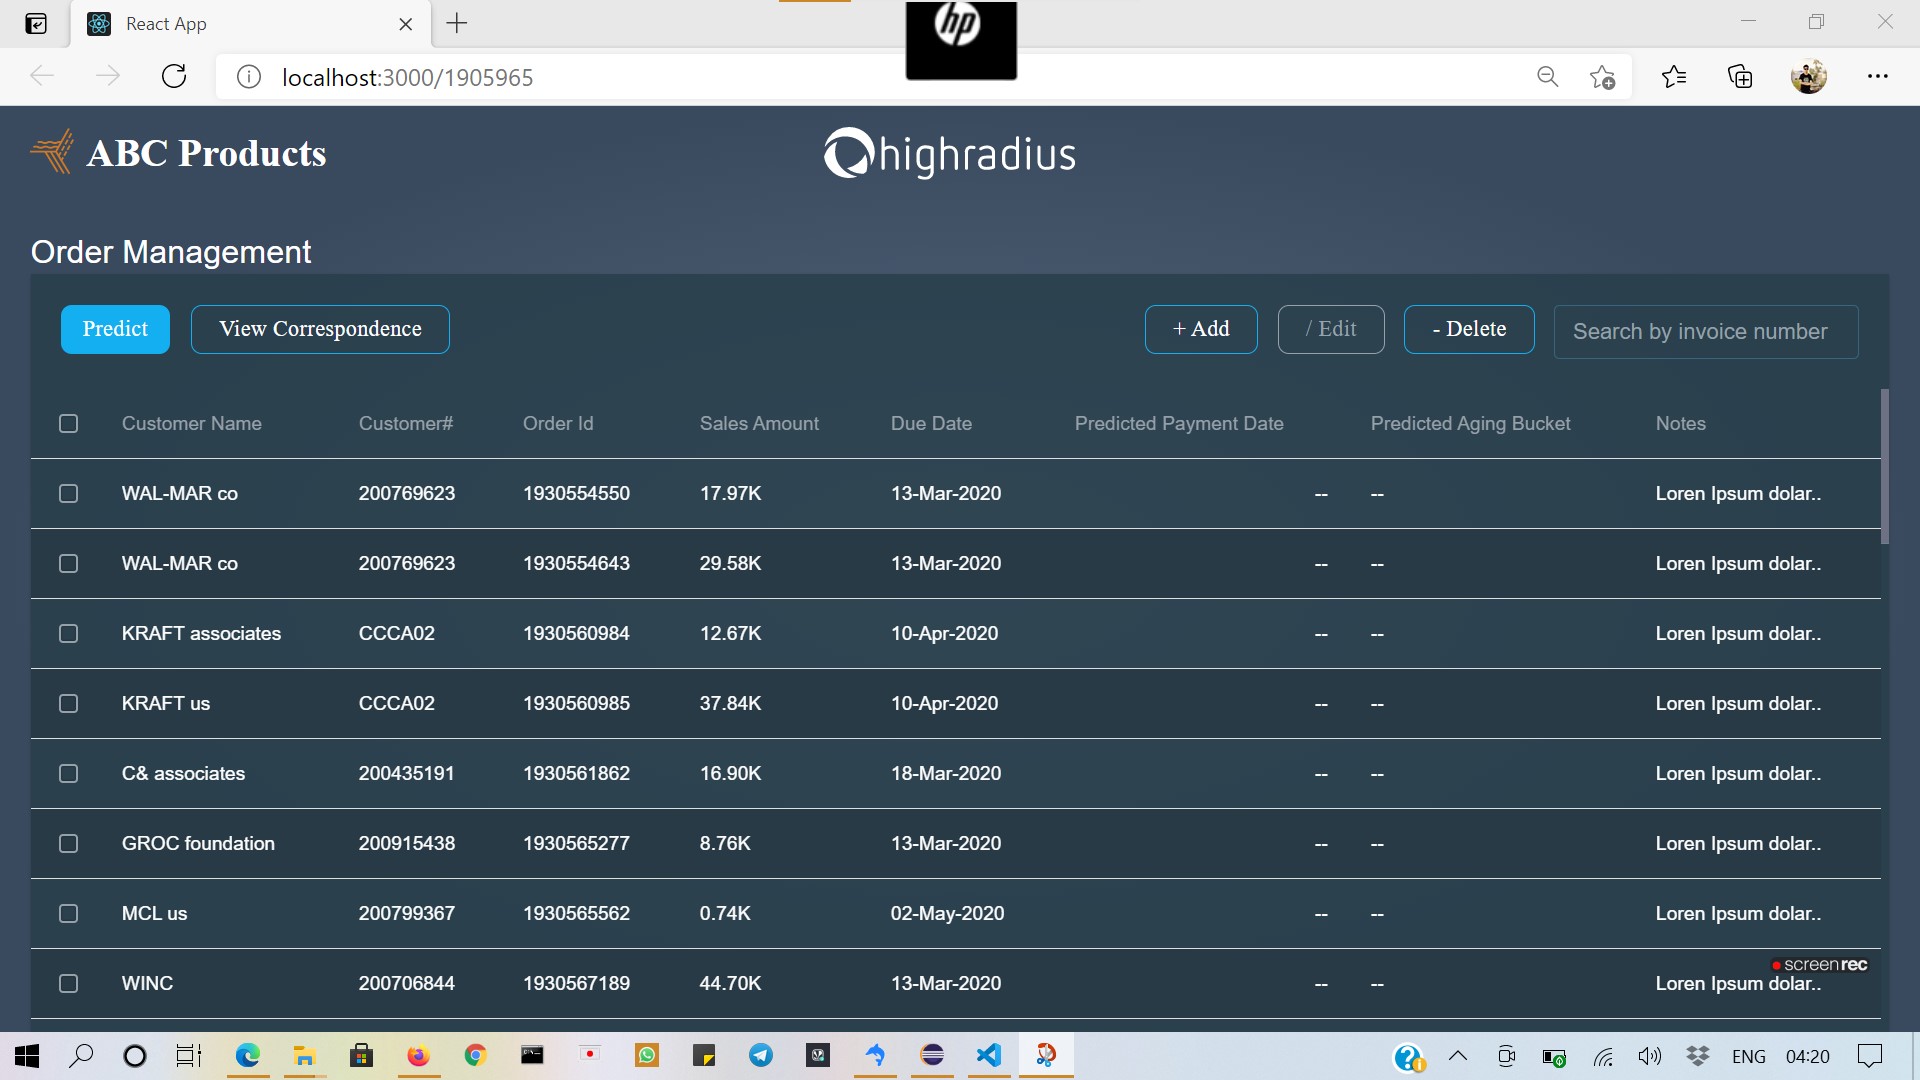 React App
hp
localhost:3000/1905965
ABC Products
highradius
Order Management
Predict
View Correspondence
+ Add
/ Edit
- Delete
Search by invoice number
Customer Name Customer# Order Id Sales Amount Due Date Predicted Payment Date Predicted Aging Bucket Notes
WAL-MAR co 200769623 1930554550 17.97K 13-Mar-2020 -- -- Loren Ipsum dolar..
WAL-MAR co 200769623 1930554643 29.58K 13-Mar-2020 -- -- Loren Ipsum dolar..
KRAFT associates CCCA02 1930560984 12.67K 10-Apr-2020 -- -- Loren Ipsum dolar..
KRAFT us CCCA02 1930560985 37.84K 10-Apr-2020 -- -- Loren Ipsum dolar..
C& associates 200435191 1930561862 16.90K 18-Mar-2020 -- -- Loren Ipsum dolar..
GROC foundation 200915438 1930565277 8.76K 13-Mar-2020 -- -- Loren Ipsum dolar..
MCL us 200799367 1930565562 0.74K 02-May-2020 -- -- Loren Ipsum dolar..
screenrec
WINC 200706844 1930567189 44.70K 13-Mar-2020 -- -- Loren Ipsum dolar..
ENG 04:20